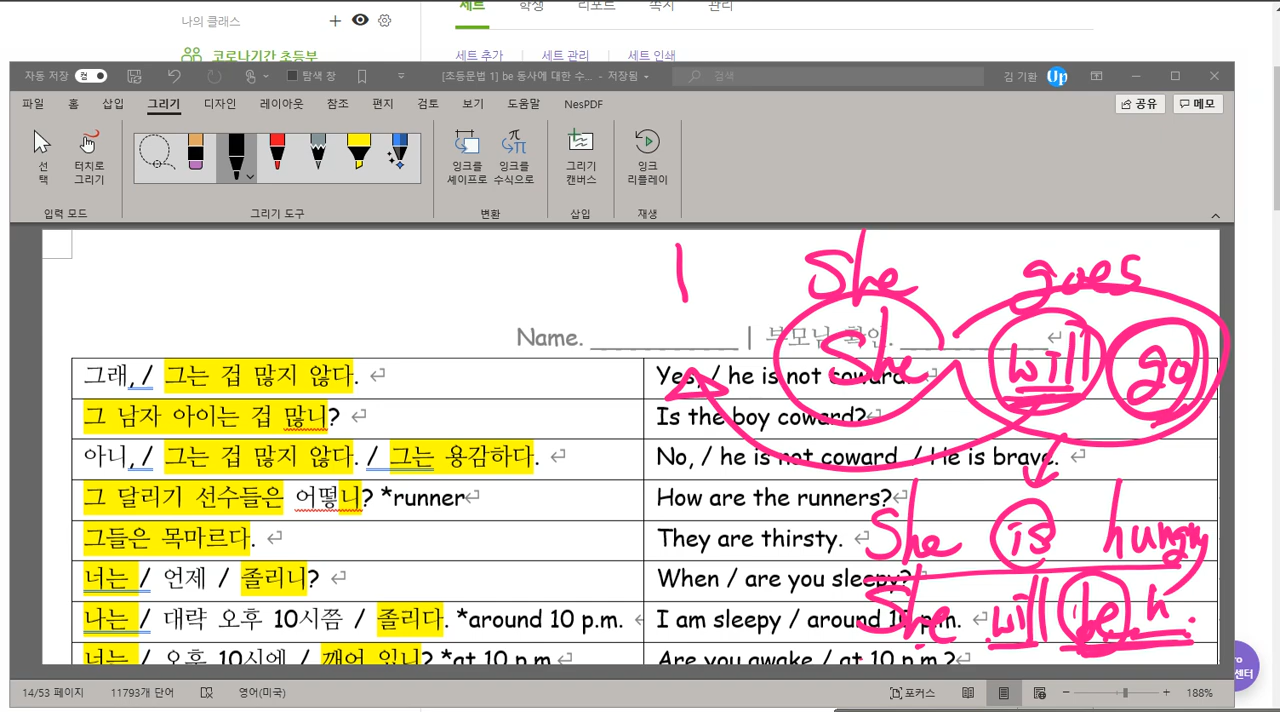 세트 학생 리포트 쪽지 관리
나의 클래스
코로나기간 초등부
세트 추가 세트 관리 세트 인쇄
자동 저장 컴 탐색 창 [초등문법 1] be 동사에 대한 수... - 저장됨 검색 김 기환 Up
파일 홈 삽입 그리기 디자인 레이아웃 참조 편지 검토 보기 도움말 NesPDF 공유 메모
선택 터치로 그리기 잉크를 셰이프로 잉크를 수식으로 그리기 캔버스 잉크 리플레이
입력 모드 그리기 도구 변환 삽입 재생
I She goes
Name. ____________ | 부모님 확인. ____________
She will go
그래, / 그는 겁 많지 않다. Yes, / he is not coward.
그 남자 아이는 겁 많니? Is the boy coward?
아니, / 그는 겁 많지 않다. / 그는 용감하다. No, / he is not coward. / He is brave.
그 달리기 선수들은 어떻니? *runner How are the runners?
그들은 목마르다. They are thirsty.
She is hungry
너는 / 언제 / 졸리니? When / are you sleepy?
나는 / 대략 오후 10시쯤 / 졸리다. *around 10 p.m. I am sleepy / around 10 p.m.
She will be h.
너는 / 오후 10시에 / 깨어 있니? *at 10 p.m Are you awake / at 10 p.m.?
센터
14/53 페이지 11793개 단어 영어(미국) 포커스 188%